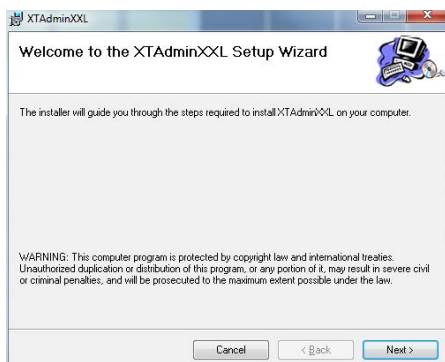 XTAdminXXL
Welcome to the XTAdminXXL Setup Wizard
The installer will guide you through the steps required to install XTAdminXXL on your computer.
WARNING: This computer program is protected by copyright law and international treaties.
Unauthorized duplication or distribution of this program, or any portion of it, may result in severe civil
or criminal penalties, and will be prosecuted to the maximum extent possible under the law.
Cancel
< Back
Next >